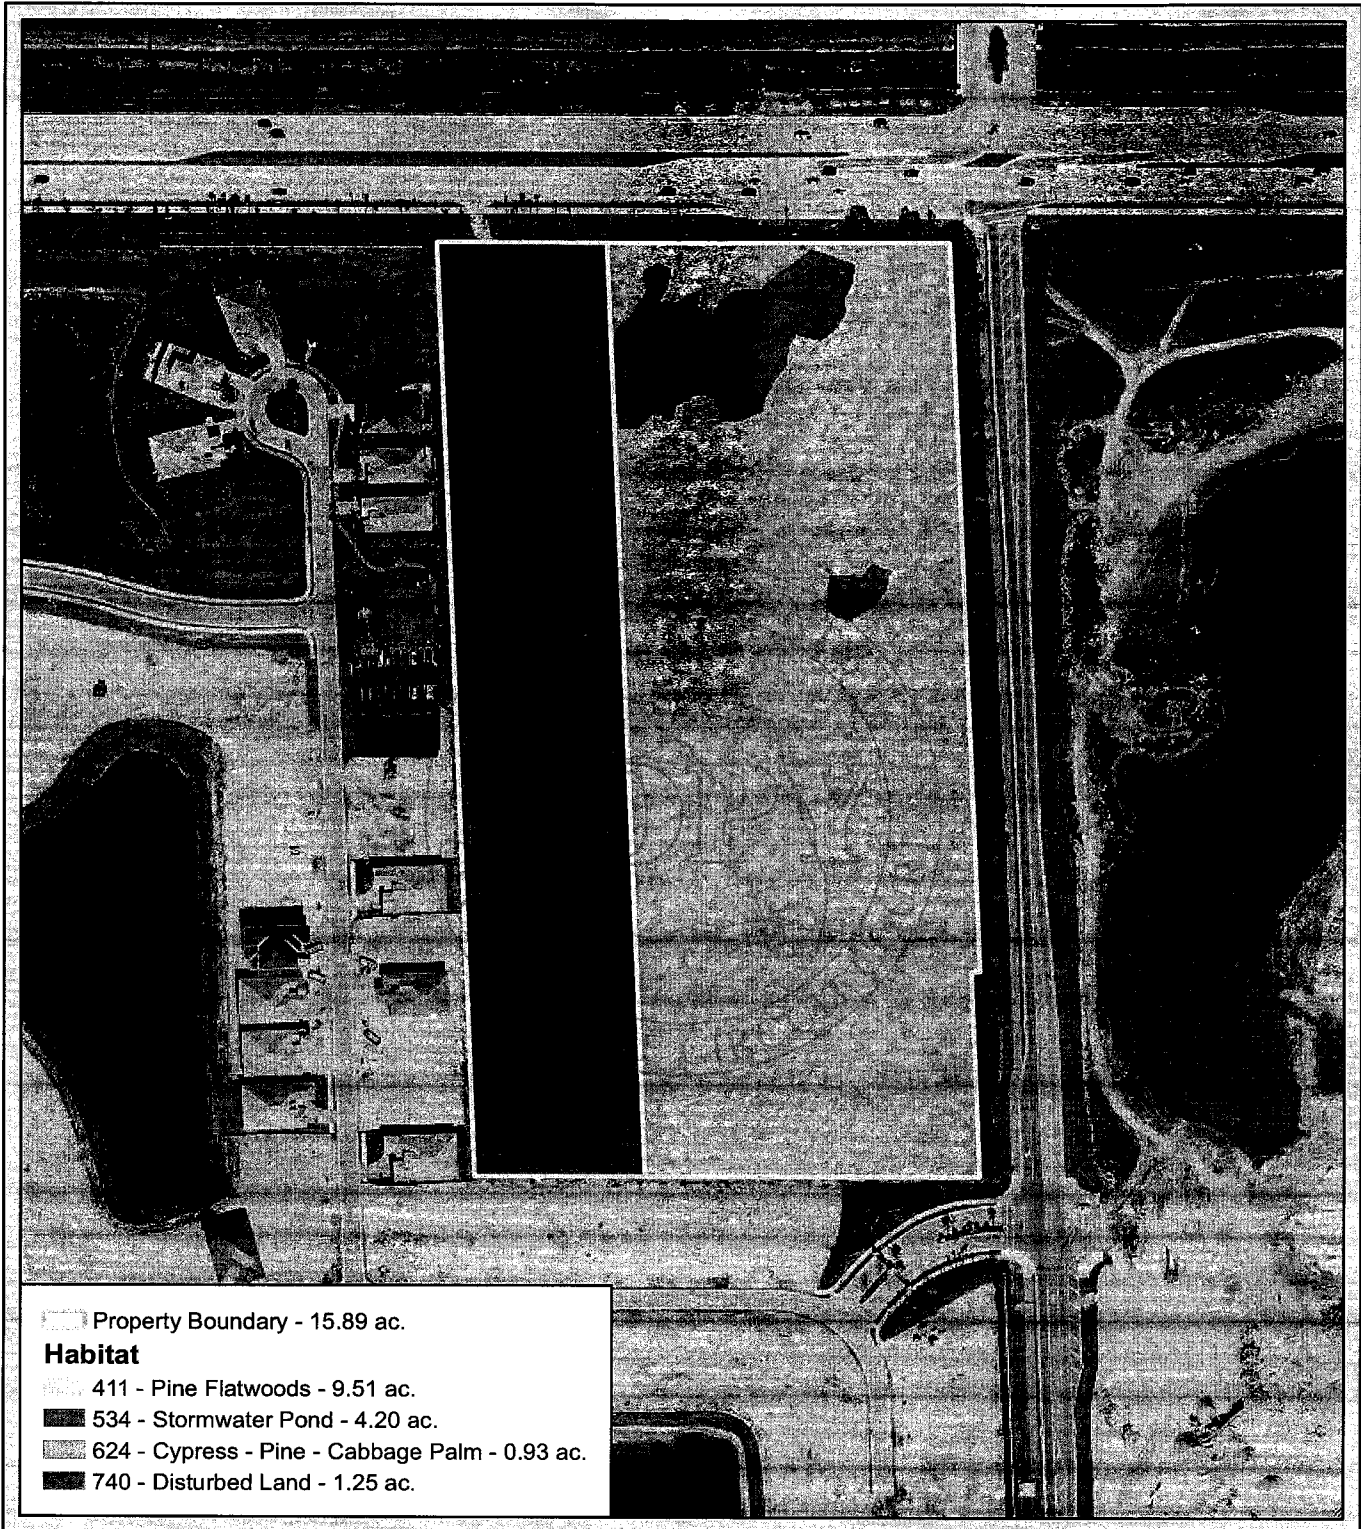 Property Boundary - 15.89 ac.
Habitat
411 - Pine Flatwoods - 9.51 ac.
534 - Stormwater Pond - 4.20 ac.
624 - Cypress - Pine - Cabbage Palm - 0.93 ac.
740 - Disturbed Land - 1.25 ac.